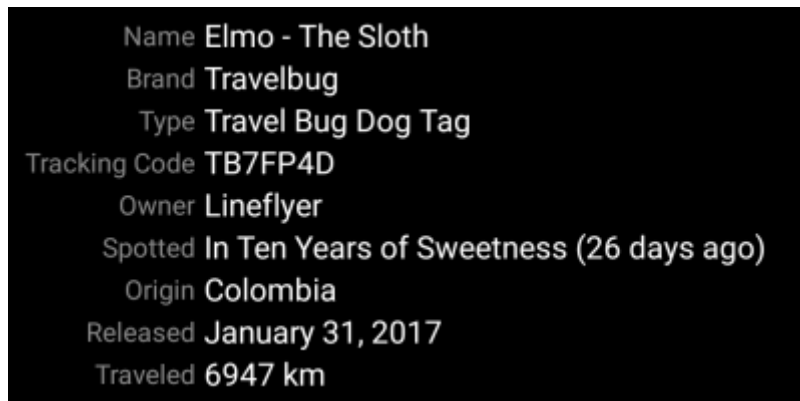 Name Elmo - The Sloth
Brand Travelbug
Type Travel Bug Dog Tag
Tracking Code TB7FP4D
Owner Lineflyer
Spotted In Ten Years of Sweetness (26 days ago)
Origin Colombia
Released January 31, 2017
Traveled 6947 km